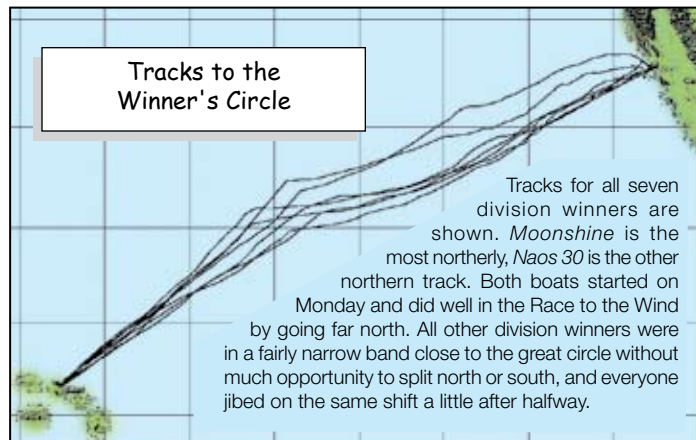 Tracks to the
Winner's Circle
Tracks for all seven
division winners are
shown. Moonshine is the
most northerly, Naos 30 is the other
northern track. Both boats started on
Monday and did well in the Race to the Wind
by going far north. All other division winners were
in a fairly narrow band close to the great circle without
much opportunity to split north or south, and everyone
jibed on the same shift a little after halfway.